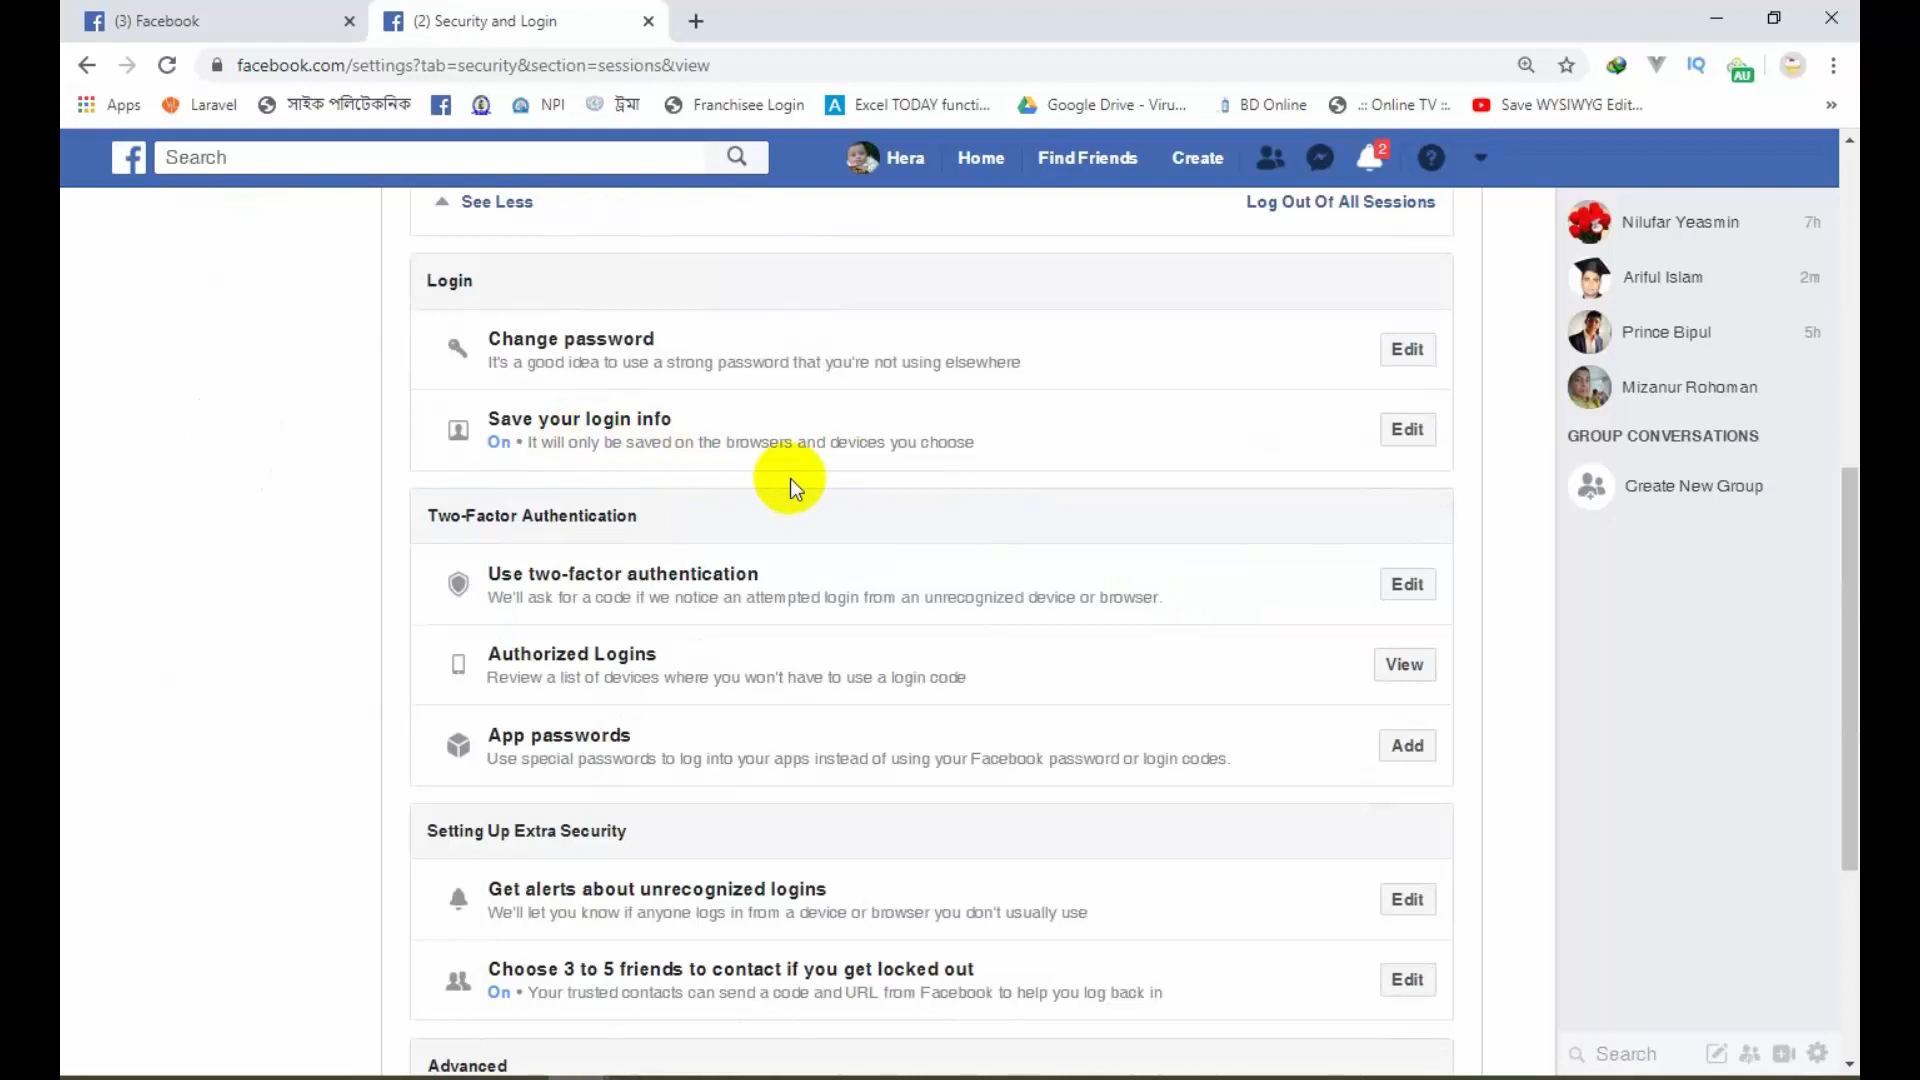 (3) Facebook
(2) Security and Login
facebook.com/settings?tab=security&section=sessions&view
AU
Apps
Laravel
সাইক পলিটেকনিক
NPI
ট্রমা
Franchisee Login
Excel TODAY functi...
Google Drive - Viru...
BD Online
.:: Online TV ::.
Save WYSIWYG Edit...
Search
Hera
Home
Find Friends
Create
2
See Less
Log Out Of All Sessions
Login
Change password
Edit
It's a good idea to use a strong password that you're not using elsewhere
Save your login info
Edit
On • It will only be saved on the browsers and devices you choose
Two-Factor Authentication
Use two-factor authentication
Edit
We'll ask for a code if we notice an attempted login from an unrecognized device or browser.
Authorized Logins
View
Review a list of devices where you won't have to use a login code
App passwords
Add
Use special passwords to log into your apps instead of using your Facebook password or login codes.
Setting Up Extra Security
Get alerts about unrecognized logins
Edit
We'll let you know if anyone logs in from a device or browser you don't usually use
Choose 3 to 5 friends to contact if you get locked out
Edit
On • Your trusted contacts can send a code and URL from Facebook to help you log back in
Advanced
Nilufar Yeasmin 7h
Ariful Islam 2m
Prince Bipul 5h
Mizanur Rohoman
GROUP CONVERSATIONS
Create New Group
Search